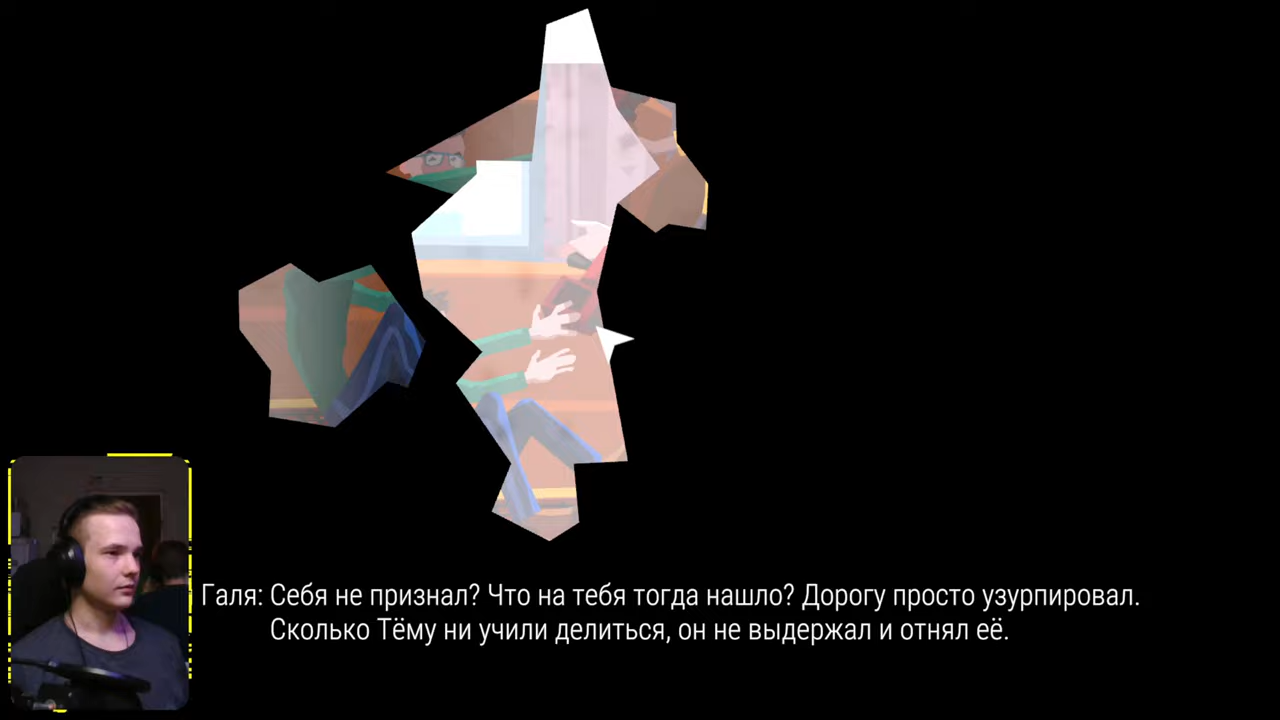 Галя: Себя не признал? Что на тебя тогда нашло? Дорогу просто узурпировал.
Сколько Тёму ни учили делиться, он не выдержал и отнял её.